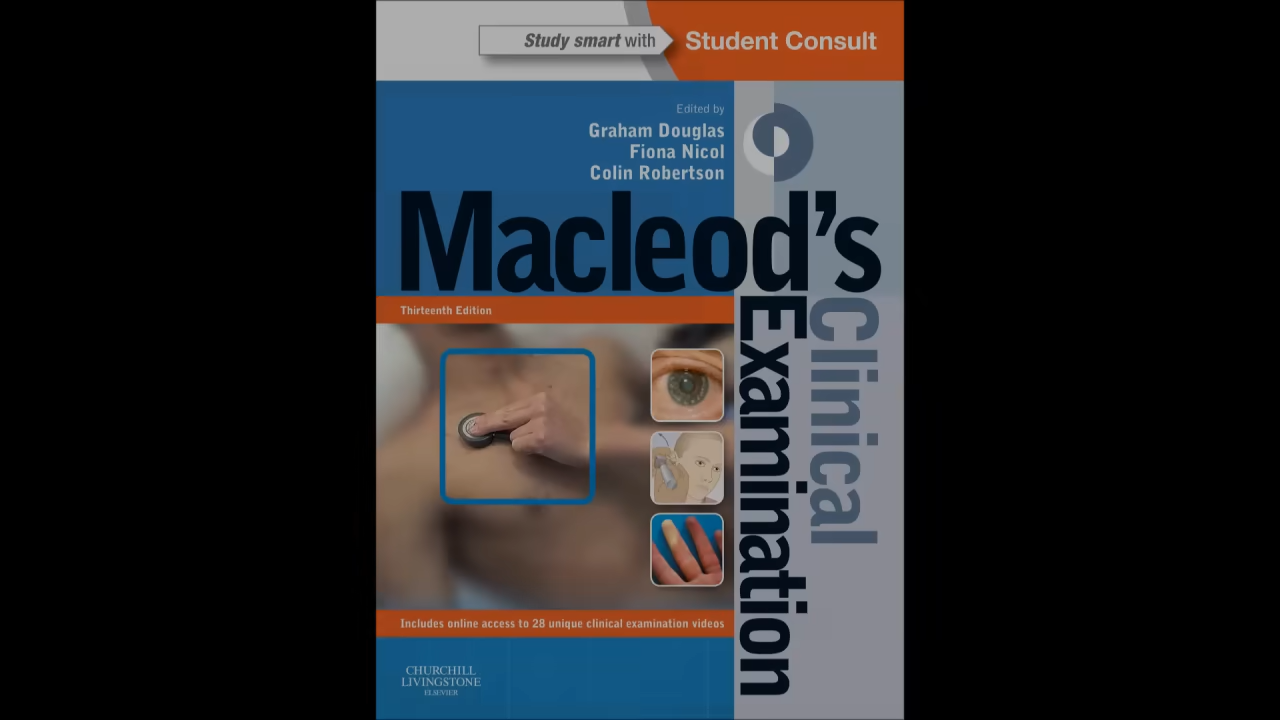 Study smart with
Student Consult
Edited by
Graham Douglas
Fiona Nicol
Colin Robertson
Macleod's
Clinical
Examination
Thirteenth Edition
Includes online access to 28 unique clinical examination videos
CHURCHILL
LIVINGSTONE
ELSEVIER